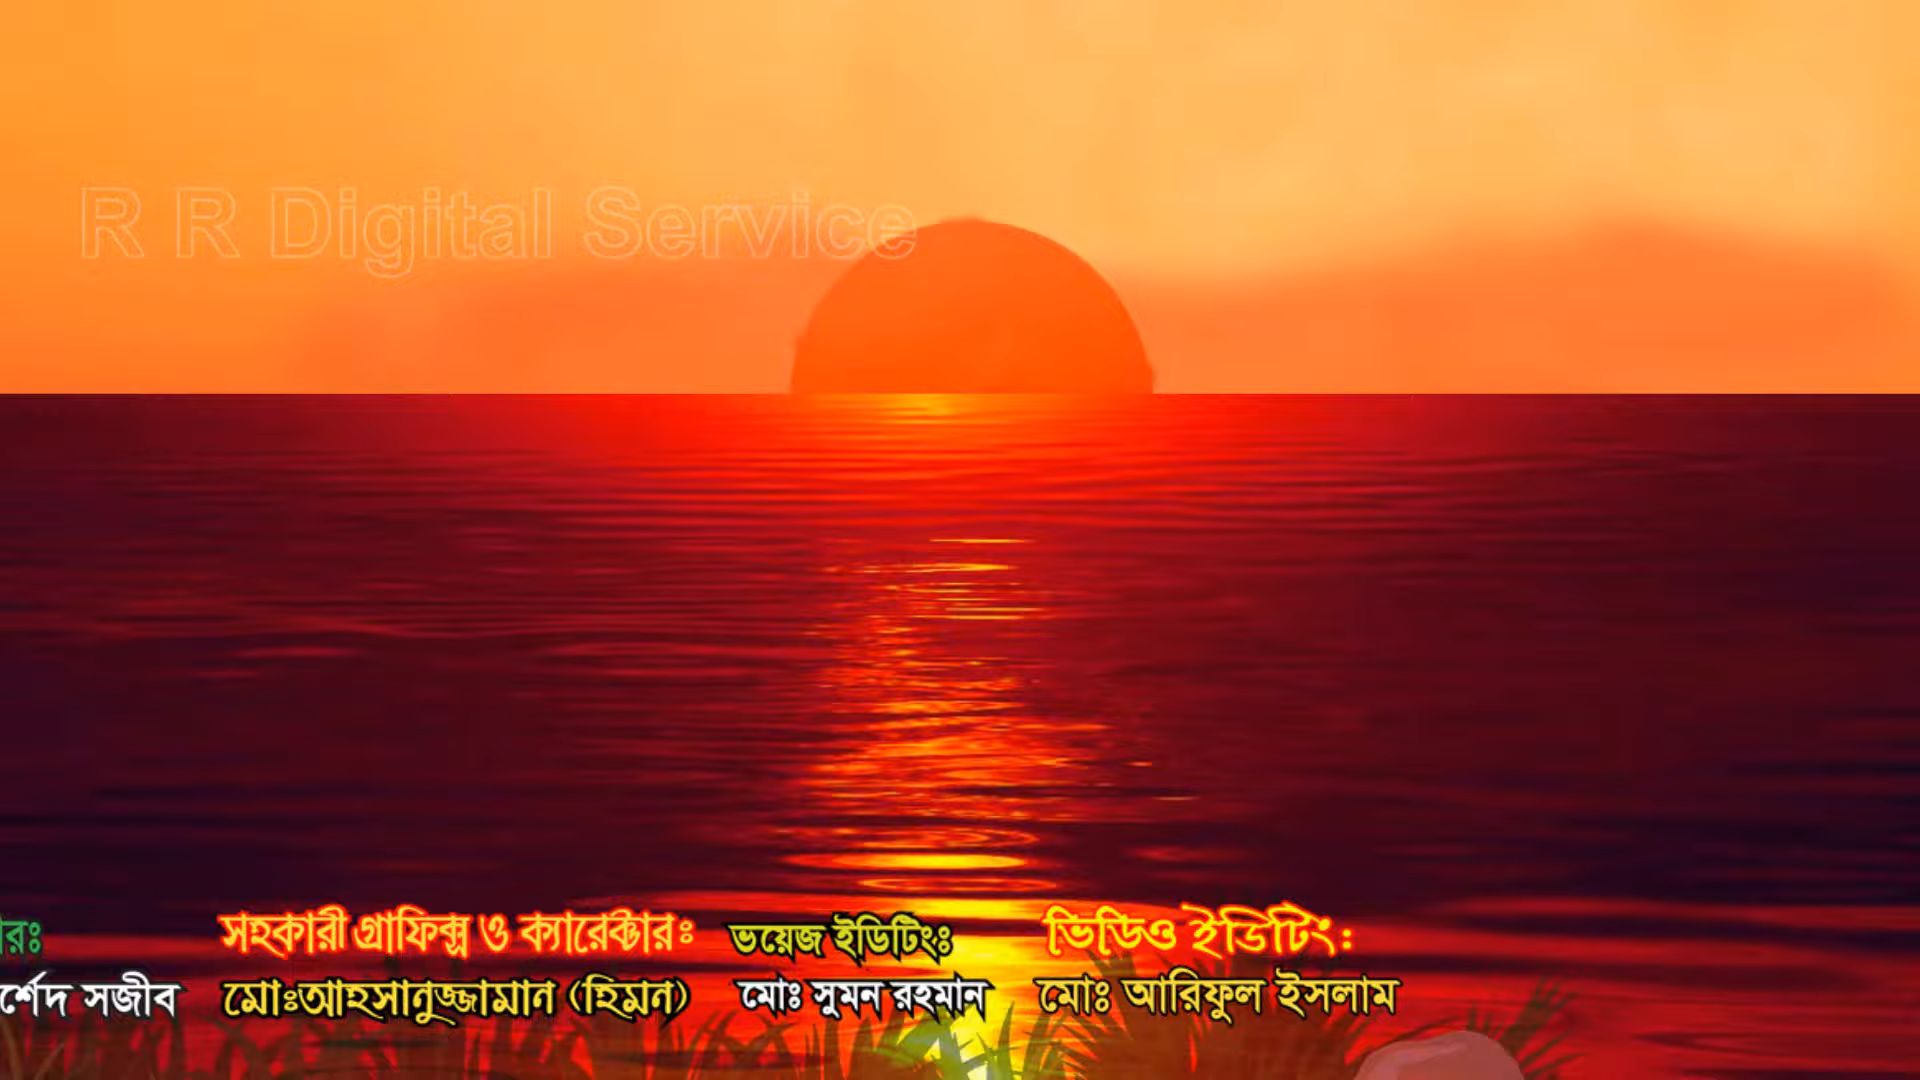 R R Digital Service
সহকারী গ্রাফিক্স ও ক্যারেক্টারঃ
মোঃআহসানুজ্জামান (হিমন)
ভয়েজ ইডিটিংঃ
মোঃ সুমন রহমান
ভিডিও ইডিটিং:
মোঃ আরিফুল ইসলাম
সজীব